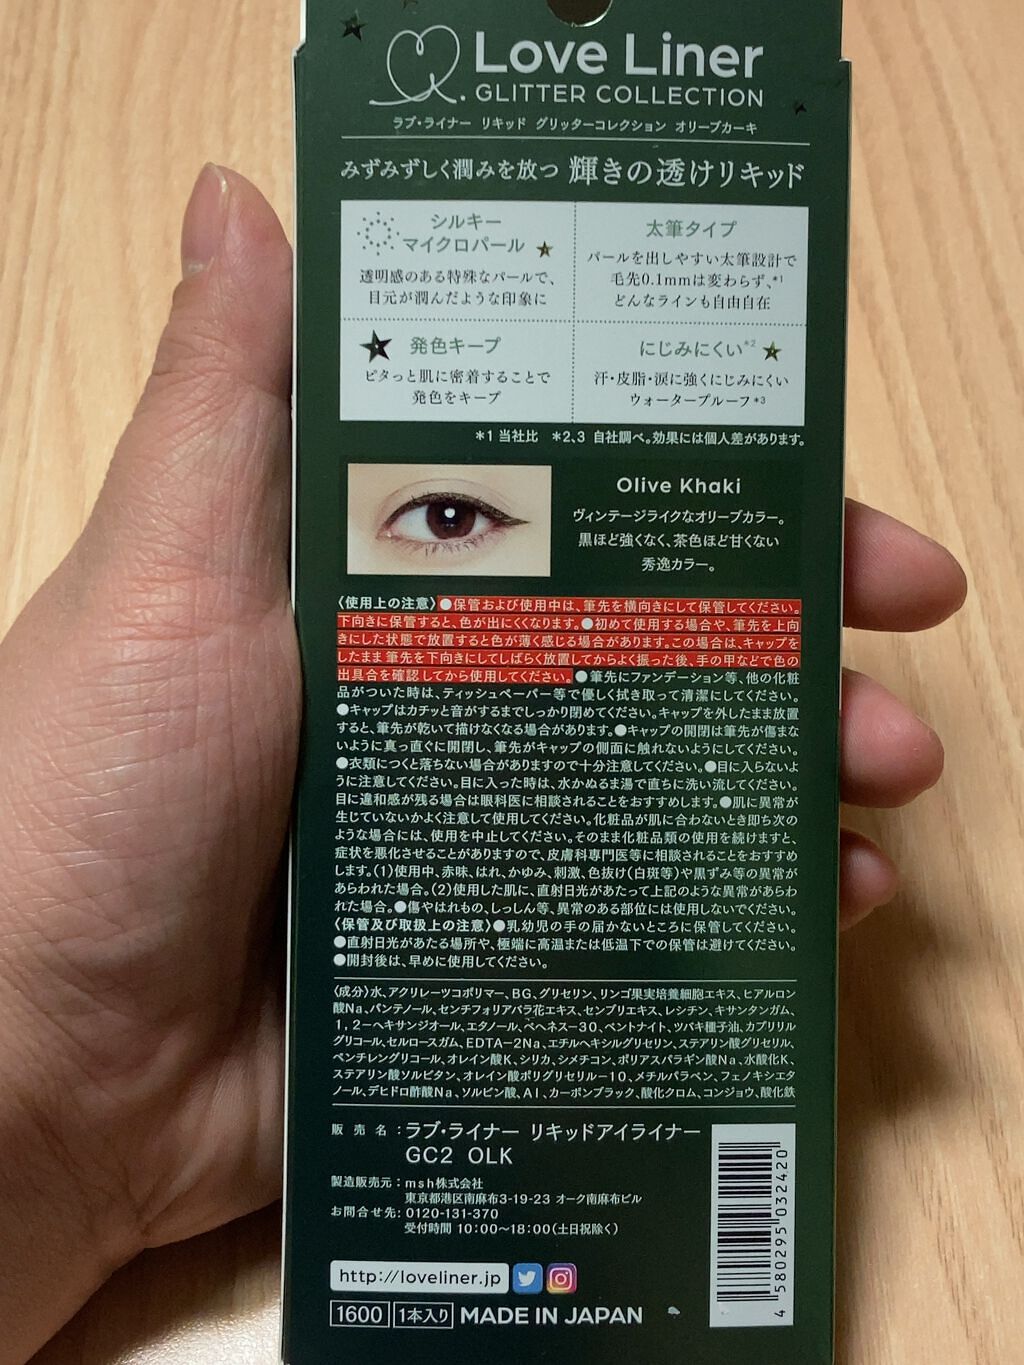 Love Liner
GLITTER COLLECTION
ラブ・ライナー リキッド グリッターコレクション オリーブカーキ
みずみずしく潤みを放つ 輝きの透けリキッド
シルキー
マイクロパール
透明感のある特殊なパールで、
目元が潤んだような印象に
太筆タイプ
パールを出しやすい太筆設計で
毛先0.1mmは変わらず、*1
どんなラインも自由自在
発色キープ
ピタっと肌に密着することで
発色をキープ
にじみにくい*2
汗・皮脂・涙に強くにじみにくい
ウォータープルーフ*3
*1 当社比 *2、3 自社調べ。効果には個人差があります。
Olive Khaki
ヴィンテージライクなオリーブカラー。
黒ほど強くなく、茶色ほど甘くない
秀逸カラー。
〈使用上の注意〉●保管および使用中は、筆先を横向きにして保管してください。
下向きに保管すると、色が出にくくなります。●初めて使用する場合や、筆先を上向
きにした状態で放置すると色が薄く感じる場合があります。この場合は、キャップを
したまま筆先を下向きにしてしばらく放置してからよく振った後、手の甲などで色の
出具合を確認してから使用してください。●筆先にファンデーション等、他の化粧
品がついた時は、ティッシュペーパー等で優しく拭き取って清潔にしてください。
●キャップはカチッと音がするまでしっかり閉めてください。キャップを外したまま放置
すると、筆先が乾いて描けなくなる場合があります。●キャップの開閉は筆先が傷まな
いように真っ直ぐに開閉し、筆先がキャップの側面に触れないようにしてください。
●衣類につくと落ちない場合がありますので十分注意してください。●目に入らないよ
うに注意してください。目に入った時は、水かぬるま湯で直ちに洗い流してください。
目に違和感が残る場合は眼科医に相談されることをおすすめします。●肌に異常が
生じていないかよく注意して使用してください。化粧品が肌に合わないとき即ち次の
ような場合には、使用を中止してください。そのまま化粧品類の使用を続けますと、
症状を悪化させることがありますので、皮膚科専門医等に相談されることをおすすめ
します。(1)使用中、赤味、はれ、かゆみ、刺激、色抜け(白斑等)や黒ずみ等の異常が
あらわれた場合。(2)使用した肌に、直射日光があたって上記のような異常があらわ
れた場合。●傷やはれもの、しっしん等、異常のある部位には使用しないでください。
〈保管及び取扱上の注意〉●乳幼児の手の届かないところに保管してください。
●直射日光があたる場所や、極端に高温または低温下での保管は避けてください。
●開封後は、早めに使用してください。
〈成分〉水、アクリレーツコポリマー、BG、グリセリン、リンゴ果実培養細胞エキス、ヒアルロン
酸Na、パンテノール、センチフォリアバラ花エキス、センブリエキス、レシチン、キサンタンガム、
1,2-ヘキサンジオール、エタノール、ベヘネス-30、ベントナイト、ツバキ種子油、カプリリル
グリコール、セルロースガム、EDTA-2Na、エチルヘキシルグリセリン、ステアリン酸グリセリル、
ペンチレングリコール、オレイン酸K、シリカ、シメチコン、ポリアスパラギン酸Na、水酸化K、
ステアリン酸ソルビタン、オレイン酸ポリグリセリル-10、メチルパラベン、フェノキシエタ
ノール、デヒドロ酢酸Na、ソルビン酸、Al、カーボンブラック、酸化クロム、コンジョウ、酸化鉄
販売名:ラブ・ライナー リキッドアイライナー
GC2 OLK
製造販売元:msh株式会社
東京都港区南麻布3-19-23 オーク南麻布ビル
お問合せ先:0120-131-370
受付時間 10:00〜18:00(土日祝除く)
http://loveliner.jp
1600 1本入り MADE IN JAPAN
4 580295 032420